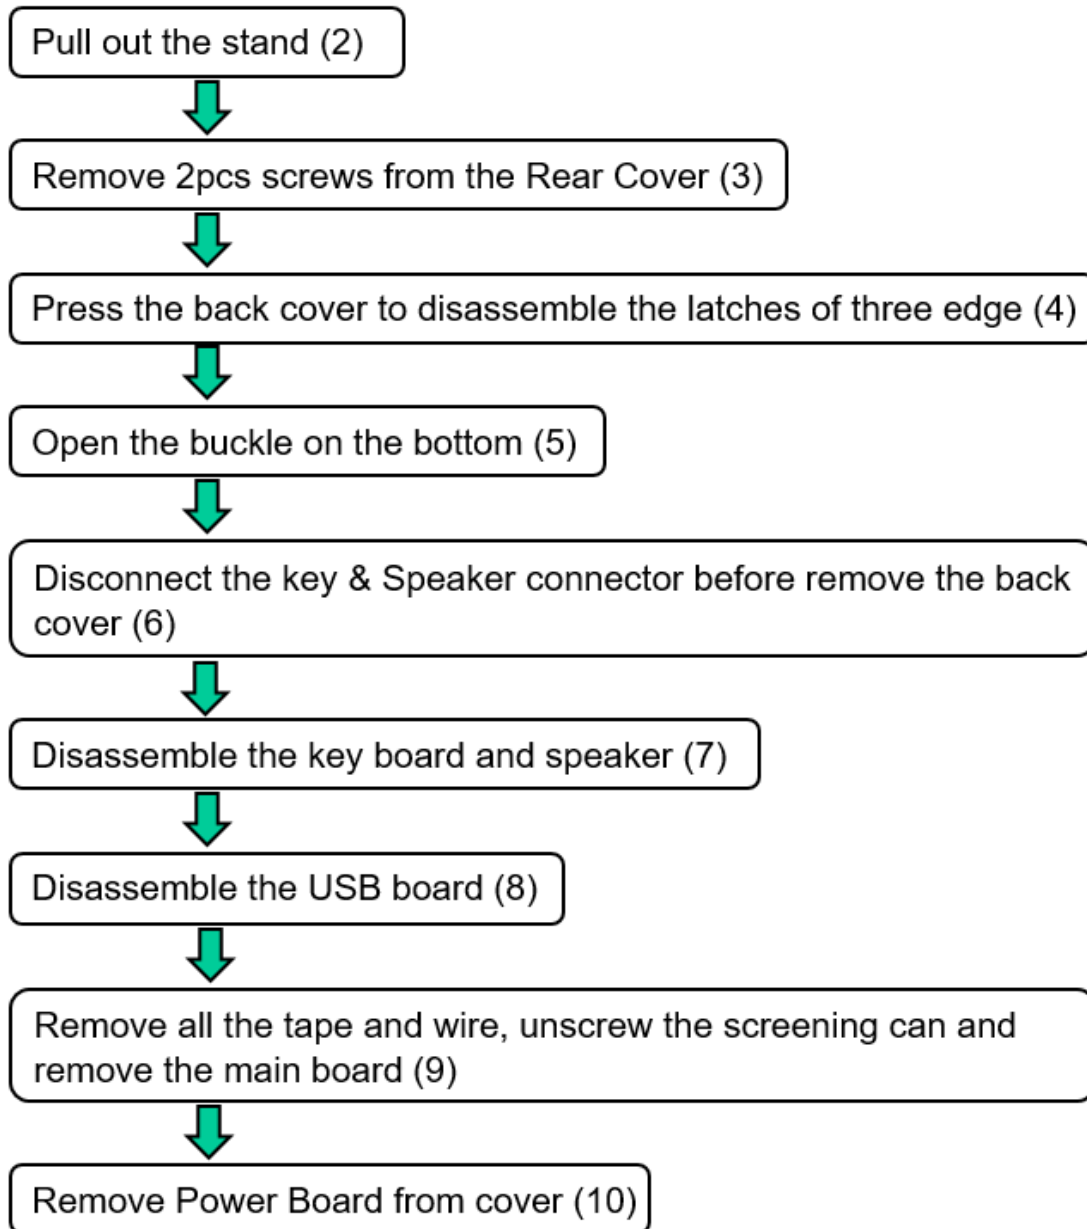 Pull out the stand (2)
Remove 2pcs screws from the Rear Cover (3)
Press the back cover to disassemble the latches of three edge (4)
Open the buckle on the bottom (5)
Disconnect the key & Speaker connector before remove the back
cover (6)
Disassemble the key board and speaker (7)
Disassemble the USB board (8)
Remove all the tape and wire, unscrew the screening can and
remove the main board (9)
Remove Power Board from cover (10)